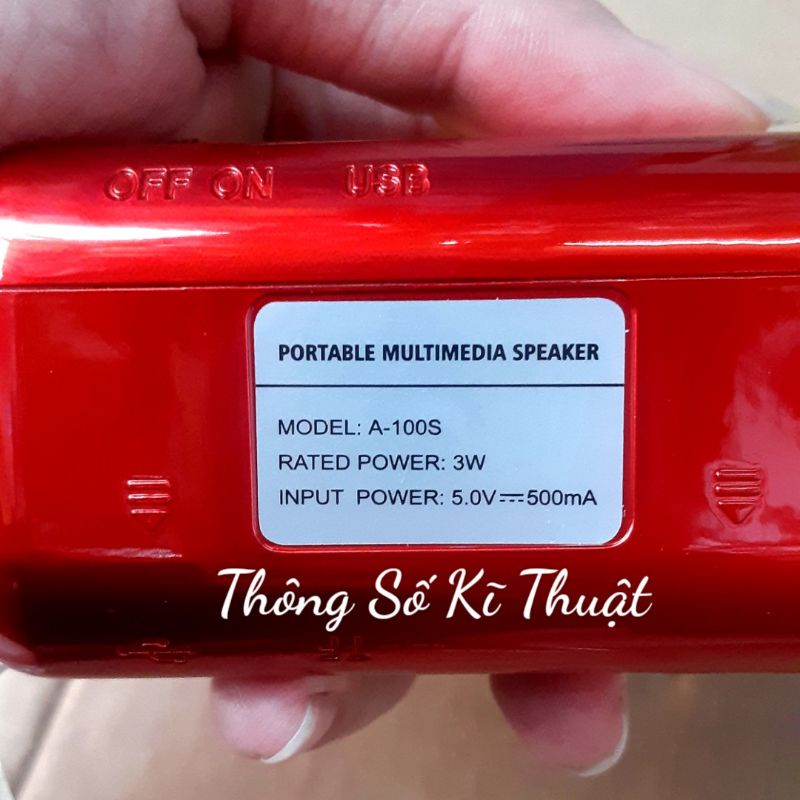 OFF ON USB
PORTABLE MULTIMEDIA SPEAKER
MODEL: A-100S
RATED POWER: 3W
INPUT POWER: 5.0V⎓500mA
Thông Số Kĩ Thuật